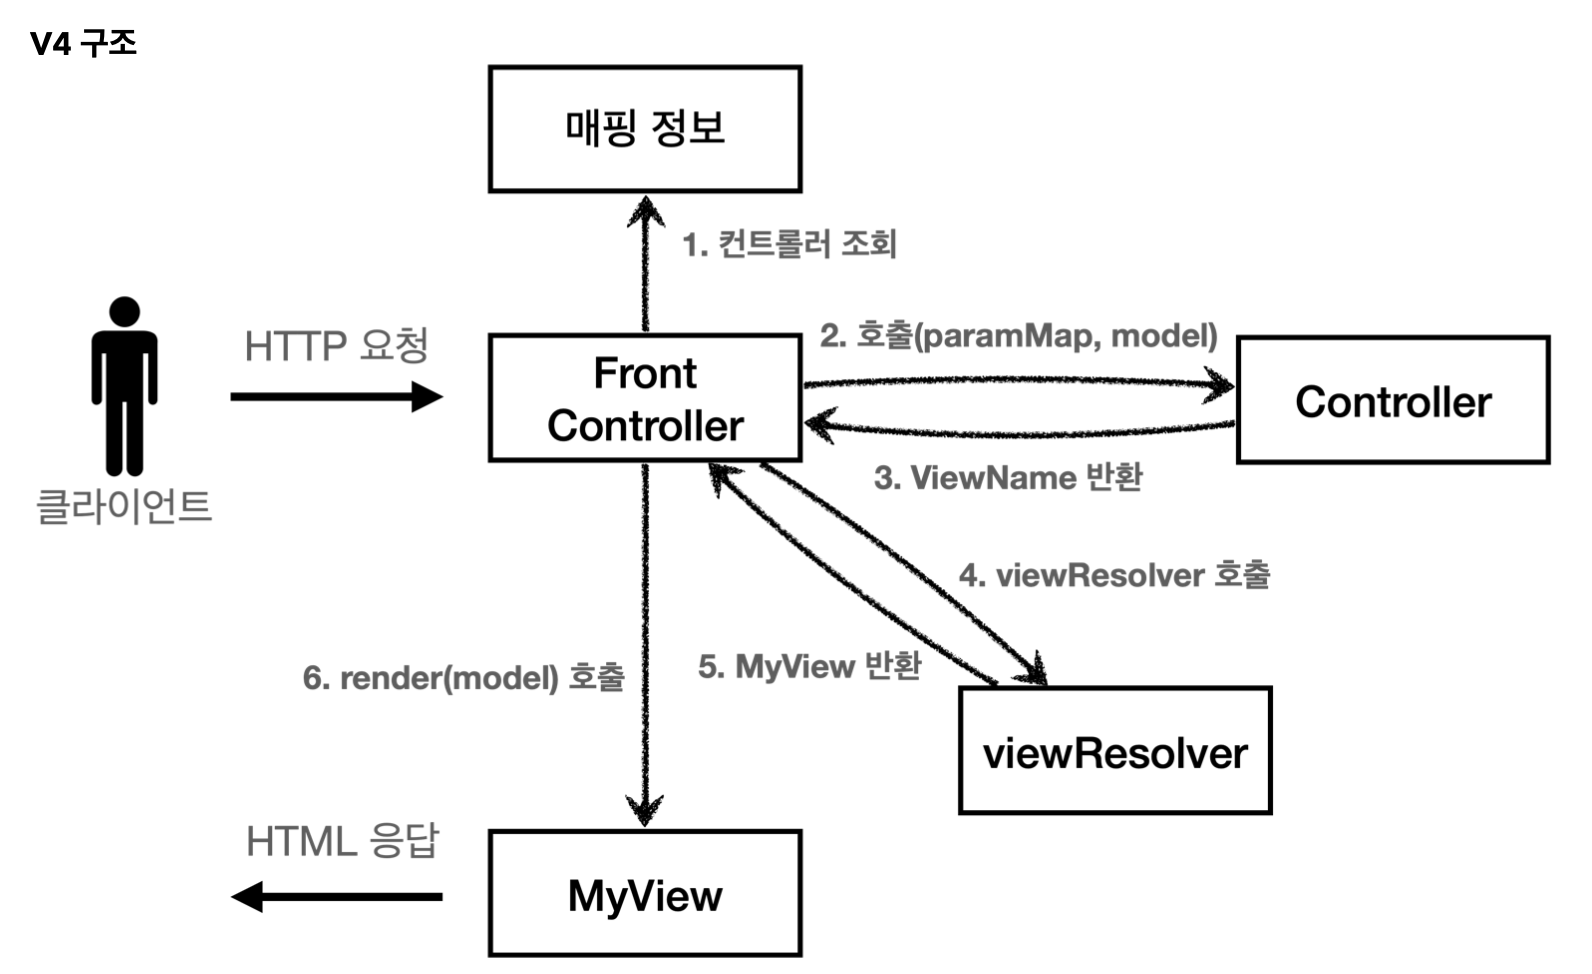 V4 구조
매핑 정보
1. 컨트롤러 조회
HTTP 요청
Front
Controller
2. 호출(paramMap, model)
Controller
3. ViewName 반환
클라이언트
4. viewResolver 호출
5. MyView 반환
6. render(model) 호출
viewResolver
HTML 응답
MyView